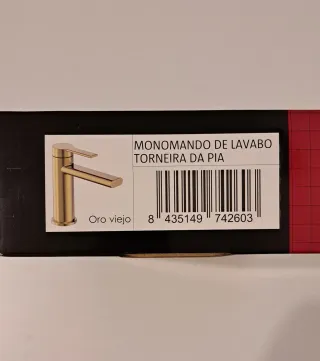 MONOMANDO DE LAVABO
TORNEIRA DA PIA
Oro viejo
8 435149 742603